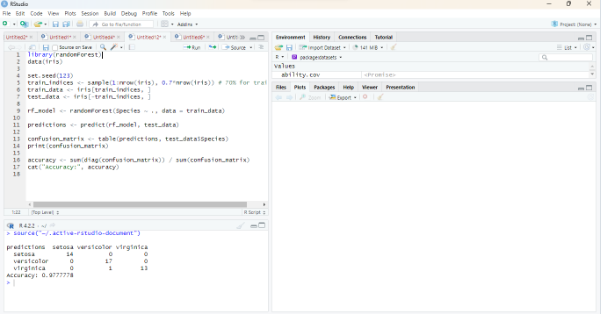 RStudio
File Edit Code View Plots Session Build Debug Profile Tools Help
Go to file/function
Addins
Project: (None)
Untitled2* Untitled1* Untitled9* Untitled12* Untitled6* Untitl
Source on Save
Run
Source
1 library(randomForest)
2 data(iris)
3
4 set.seed(123)
5 train_indices <- sample(1:nrow(iris), 0.7*nrow(iris)) # 70% for trai
6 train_data <- iris[train_indices, ]
7 test_data <- iris[-train_indices, ]
8
9 rf_model <- randomForest(Species ~ ., data = train_data)
10
11 predictions <- predict(rf_model, test_data)
12
13 confusion_matrix <- table(predictions, test_data$Species)
14 print(confusion_matrix)
15
16 accuracy <- sum(diag(confusion_matrix)) / sum(confusion_matrix)
17 cat("Accuracy:", accuracy)
18
1:22 (Top Level) R Script
R 4.2.2 · ~/
> source("~/.active-rstudio-document")
predictions setosa versicolor virginica
setosa 14 0 0
versicolor 0 17 0
virginica 0 1 13
Accuracy: 0.9777778
>
Environment History Connections Tutorial
Import Dataset 141 MiB List
R package:datasets
Values
ability.cov <Promise>
Files Plots Packages Help Viewer Presentation
Zoom Export